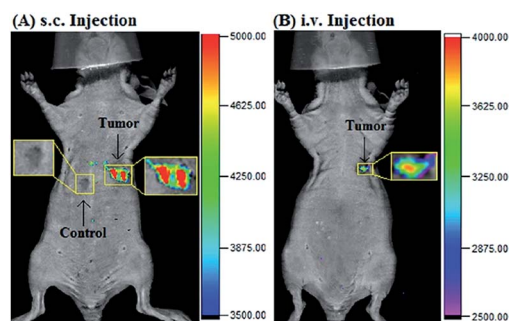 (A) s.c. Injection
(B) i.v. Injection
5000.00
4625.00
4250.00
3875.00
3500.00
4000.00
3625.00
3250.00
2875.00
2500.00
Tumor
Control
Tumor